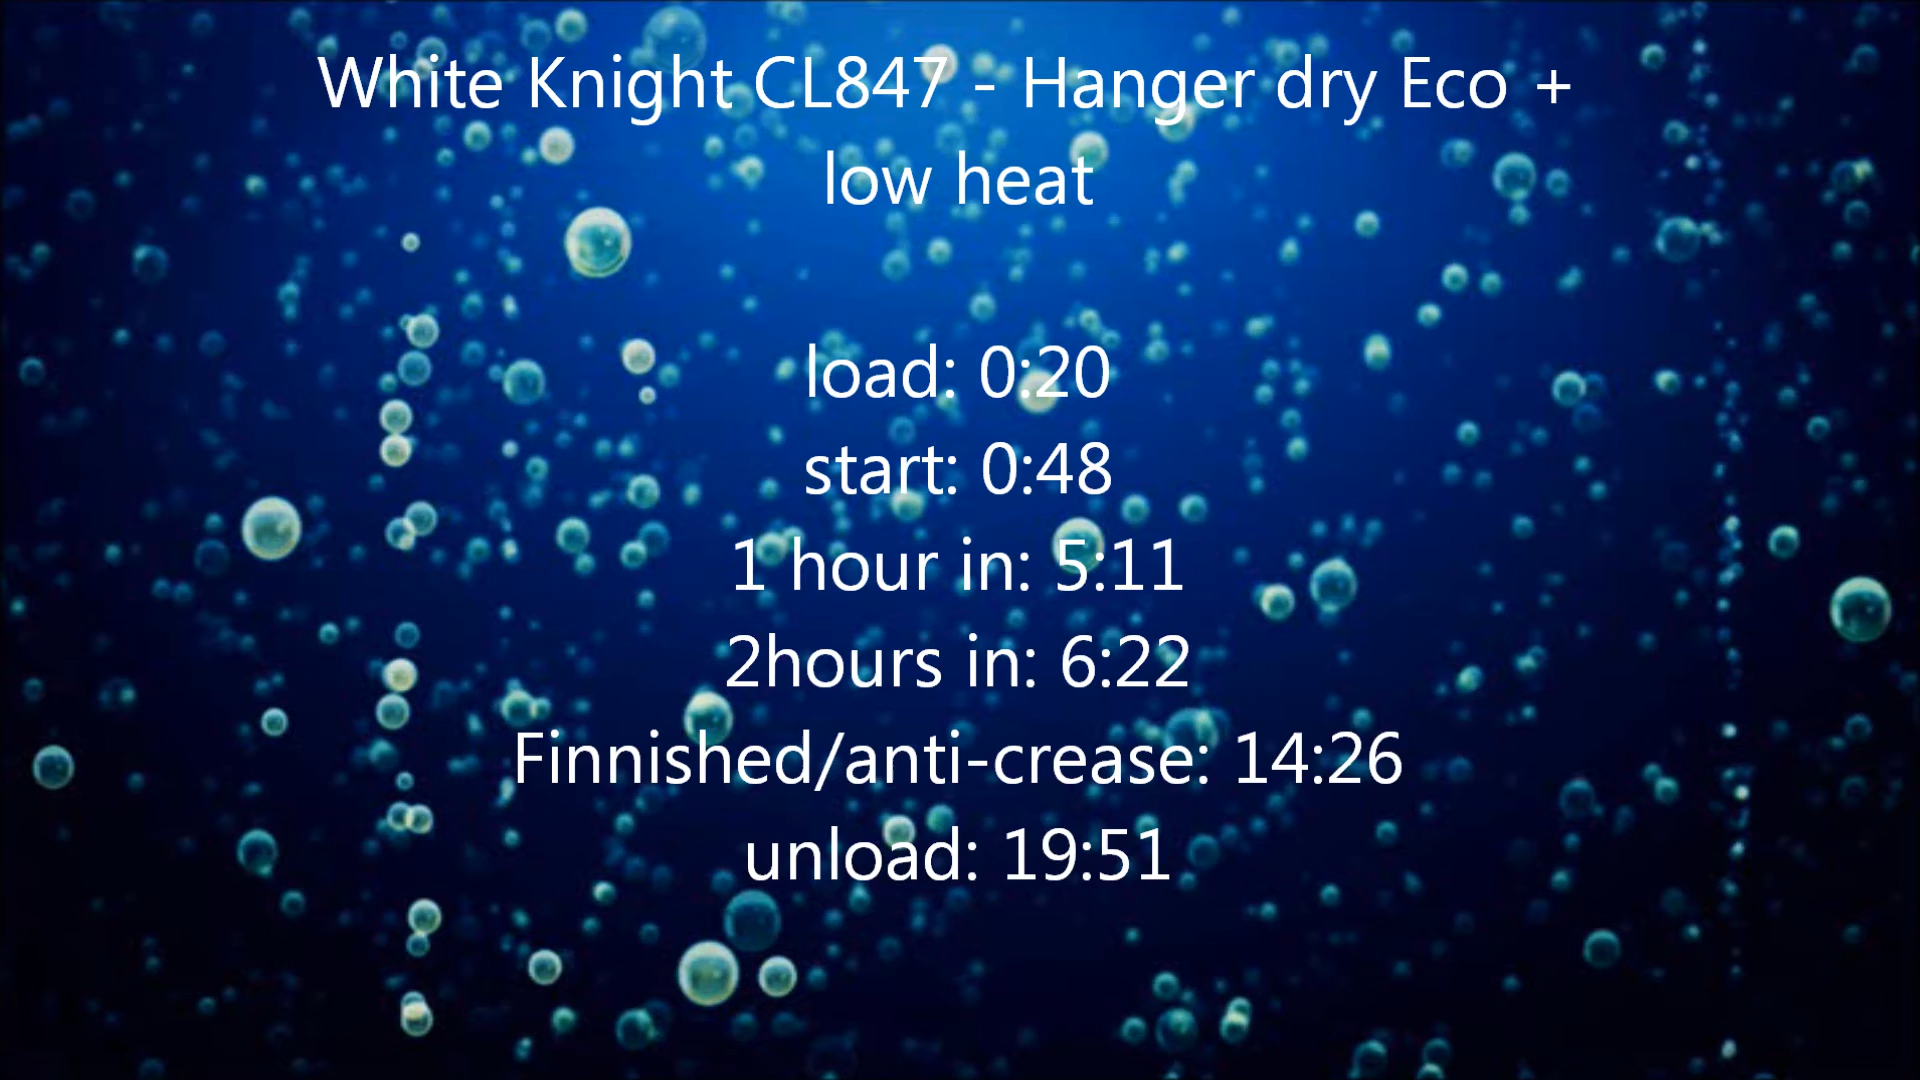 White Knight CL847 - Hanger dry Eco +
low heat
load: 0:20
start: 0:48
1 hour in: 5:11
2hours in: 6:22
Finnished/anti-crease: 14:26
unload: 19:51